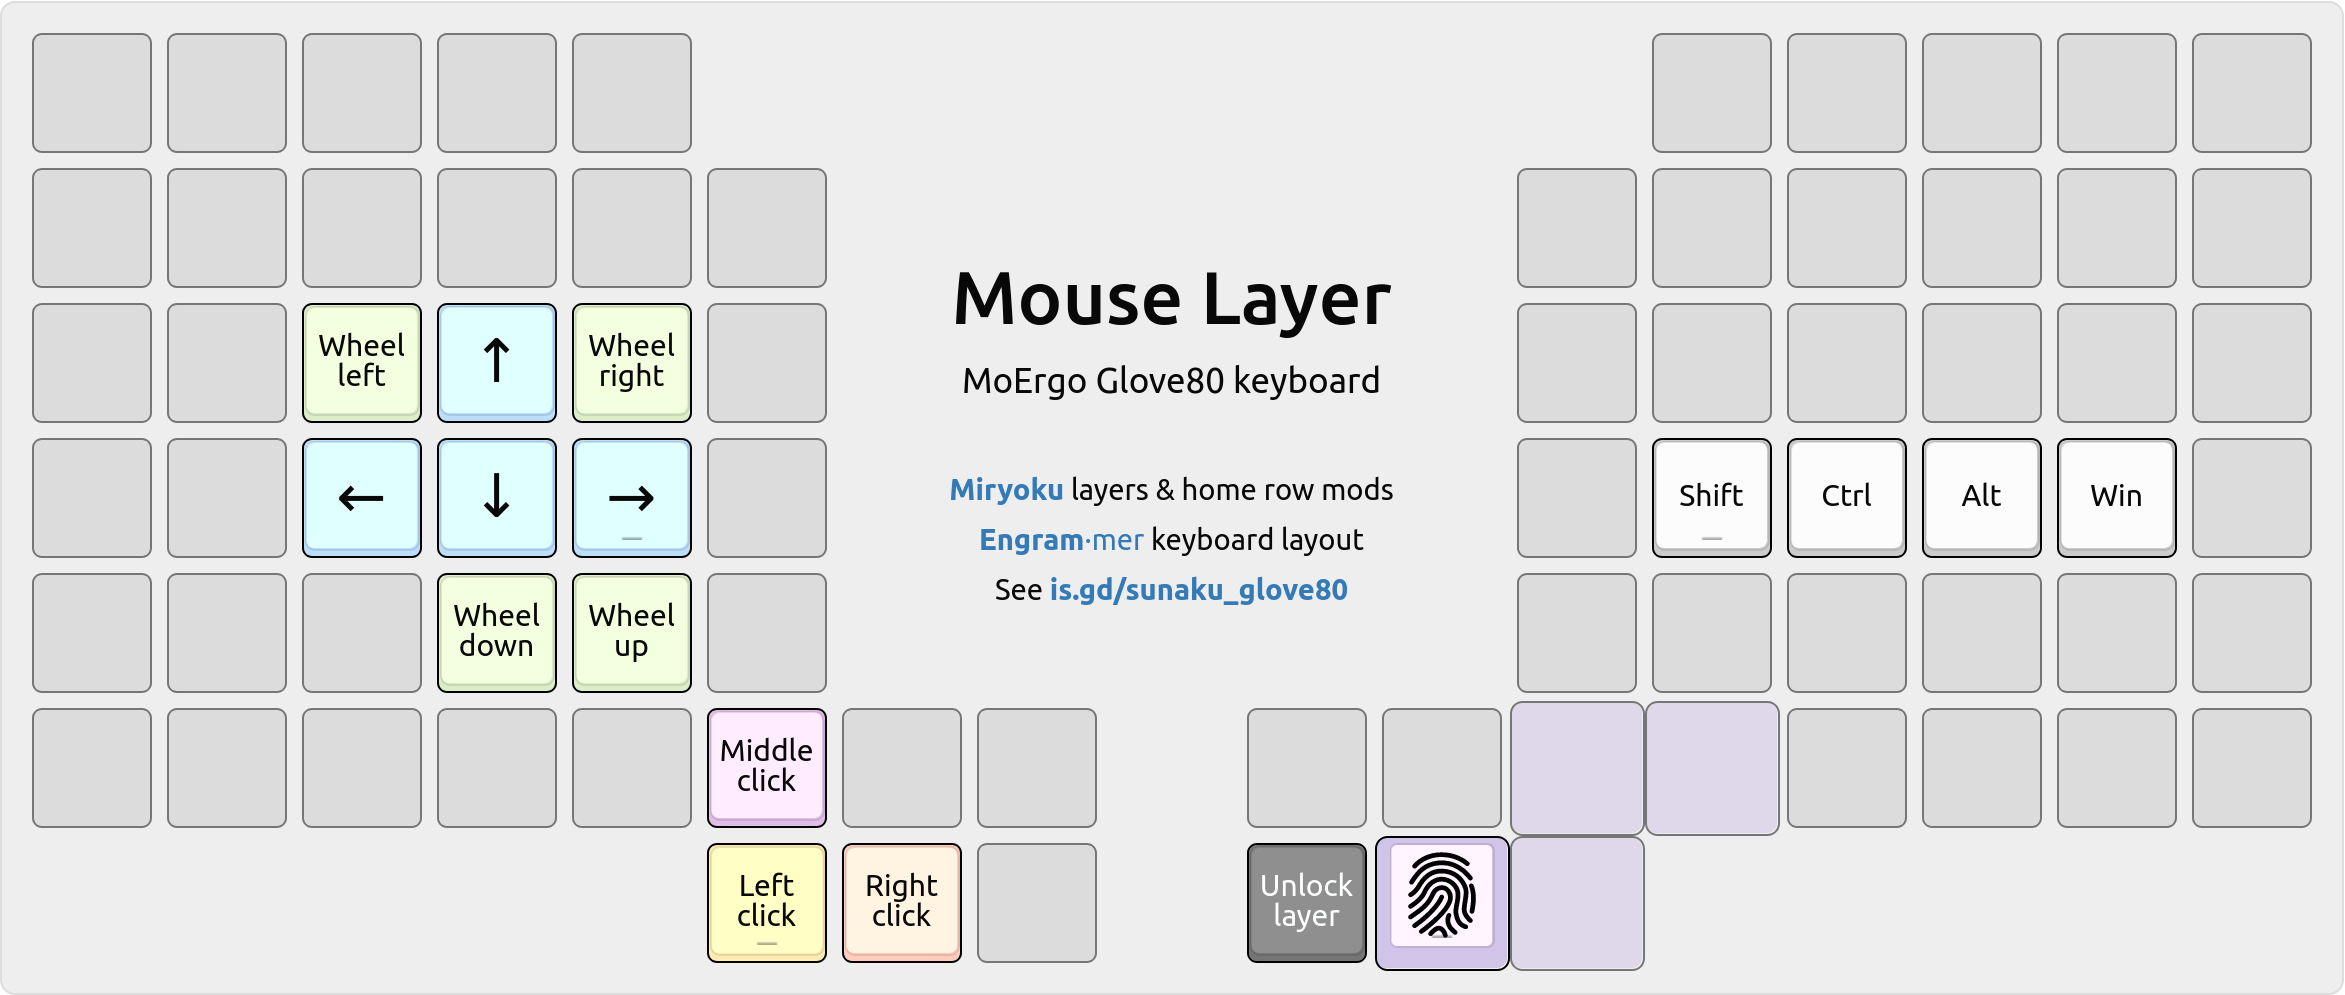 Mouse Layer
MoErgo Glove80 keyboard
Miryoku layers & home row mods
Engram·mer keyboard layout
See is.gd/sunaku_glove80
Wheel
left
↑
Wheel
right
←
↓
→
Wheel
down
Wheel
up
Middle
click
Left
click
Right
click
Shift
Ctrl
Alt
Win
Unlock
layer